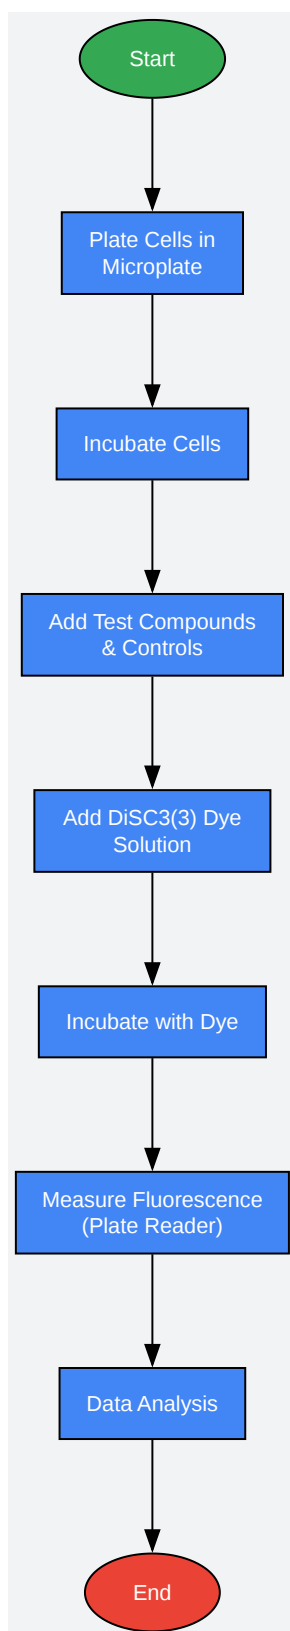 Start
Plate Cells in
Microplate
Incubate Cells
Add Test Compounds
& Controls
Add DiSC3(3) Dye
Solution
Incubate with Dye
Measure Fluorescence
(Plate Reader)
Data Analysis
End